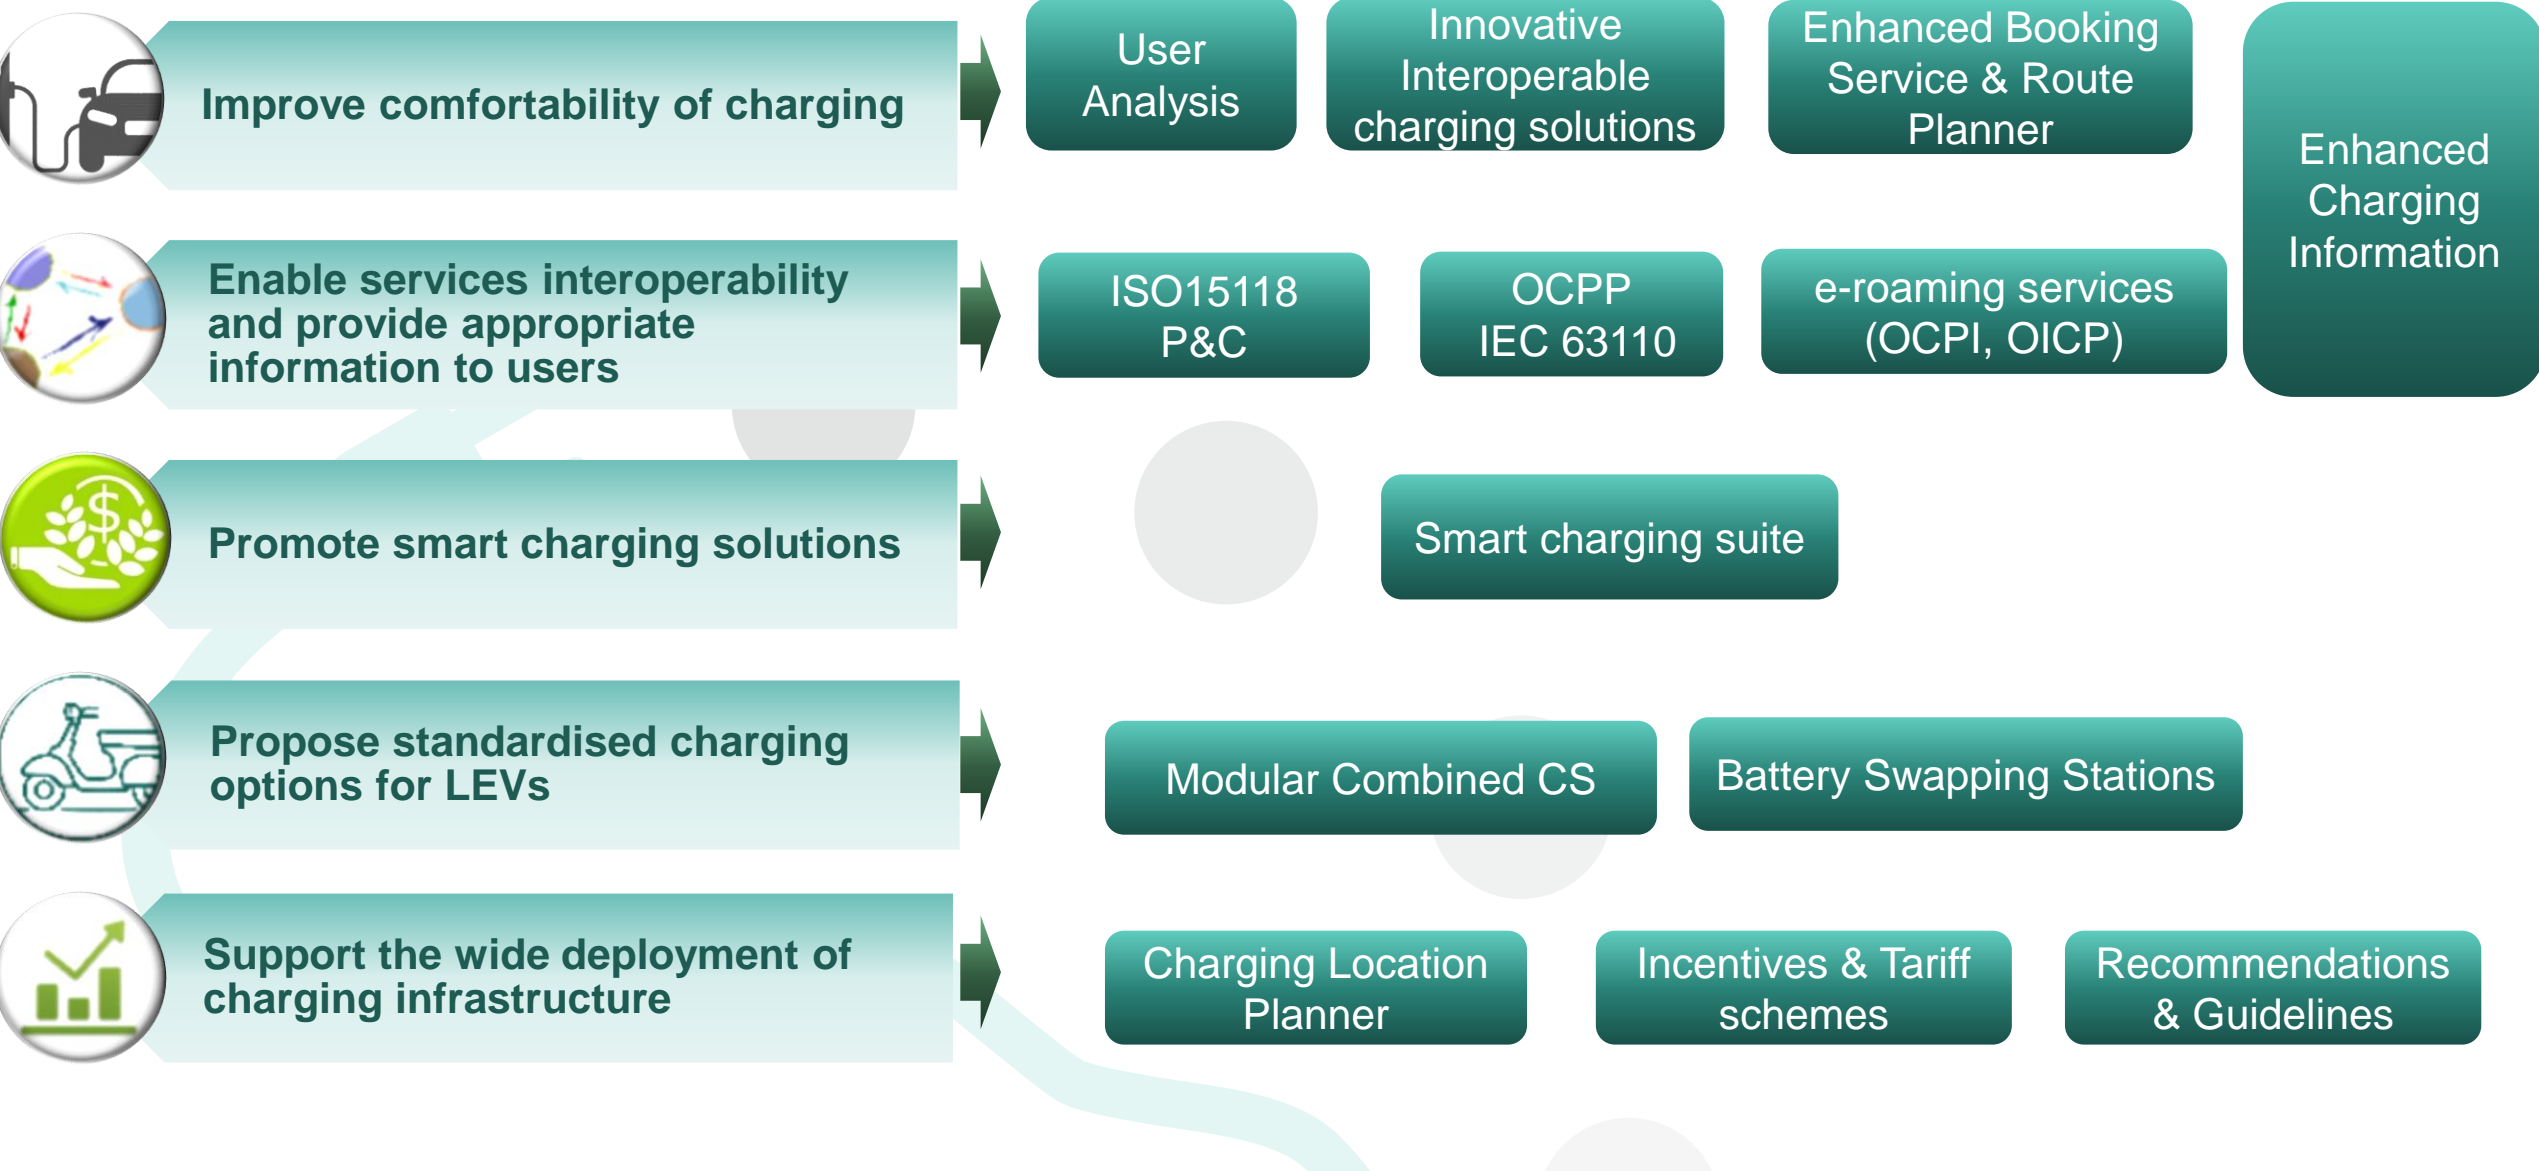 Improve comfortability of charging
User
Analysis
Innovative
Interoperable
charging solutions
Enhanced Booking
Service & Route
Planner
Enhanced
Charging
Information
Enable services interoperability
and provide appropriate
information to users
ISO15118
P&C
OCPP
IEC 63110
e-roaming services
(OCPI, OICP)
Promote smart charging solutions
Smart charging suite
Propose standardised charging
options for LEVs
Modular Combined CS
Battery Swapping Stations
Support the wide deployment of
charging infrastructure
Charging Location
Planner
Incentives & Tariff
schemes
Recommendations
& Guidelines